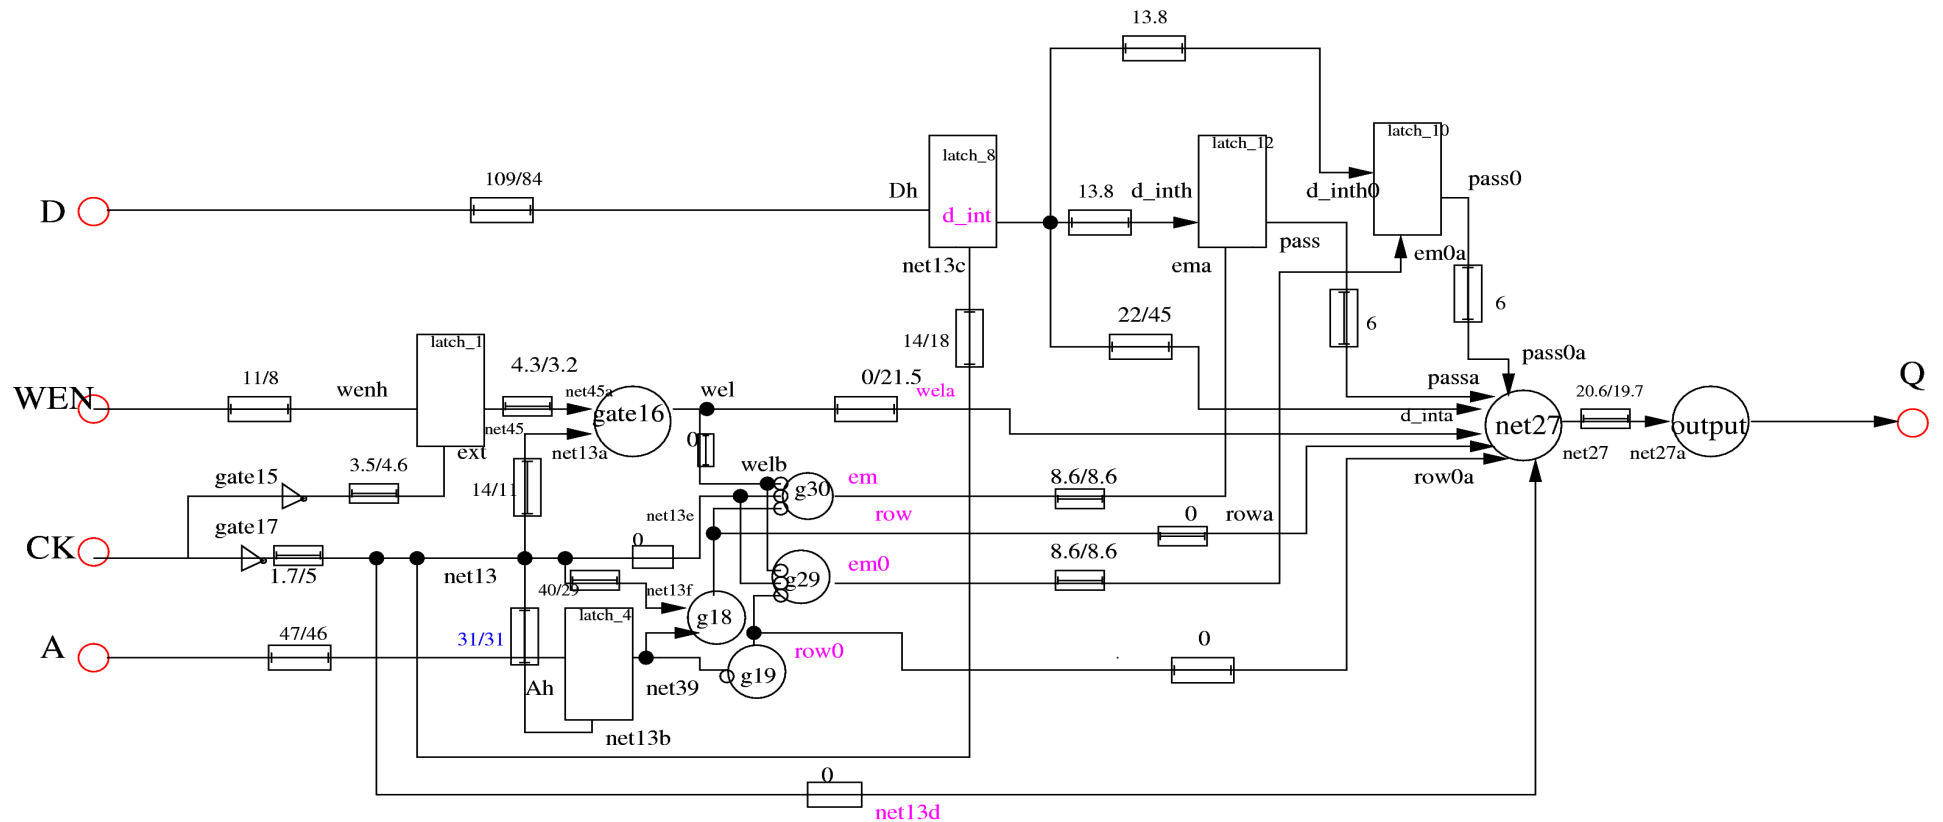 13.8
latch_10
latch_12
latch_8
109/84
Dh
13.8
d_inth
d_inth0
pass0
D
d_int
pass
net13c
ema
em0a
6
22/45
6
14/18
latch_1
4.3/3.2
pass0a
11/8
wenh
net45a
wel
0/21.5
wela
passa
20.6/19.7
Q
WEN
gate16
d_inta
net27
output
net45
0
ext
net13a
net27
net27a
3.5/4.6
welb
row0a
gate15
14/11
g30
em
8.6/8.6
net13e
row
0
rowa
gate17
CK
0
em0
8.6/8.6
1.7/5
net13
40/29
net13f
g29
latch_4
g18
47/46
31/31
A
row0
0
g19
Ah
net39
net13b
0
net13d